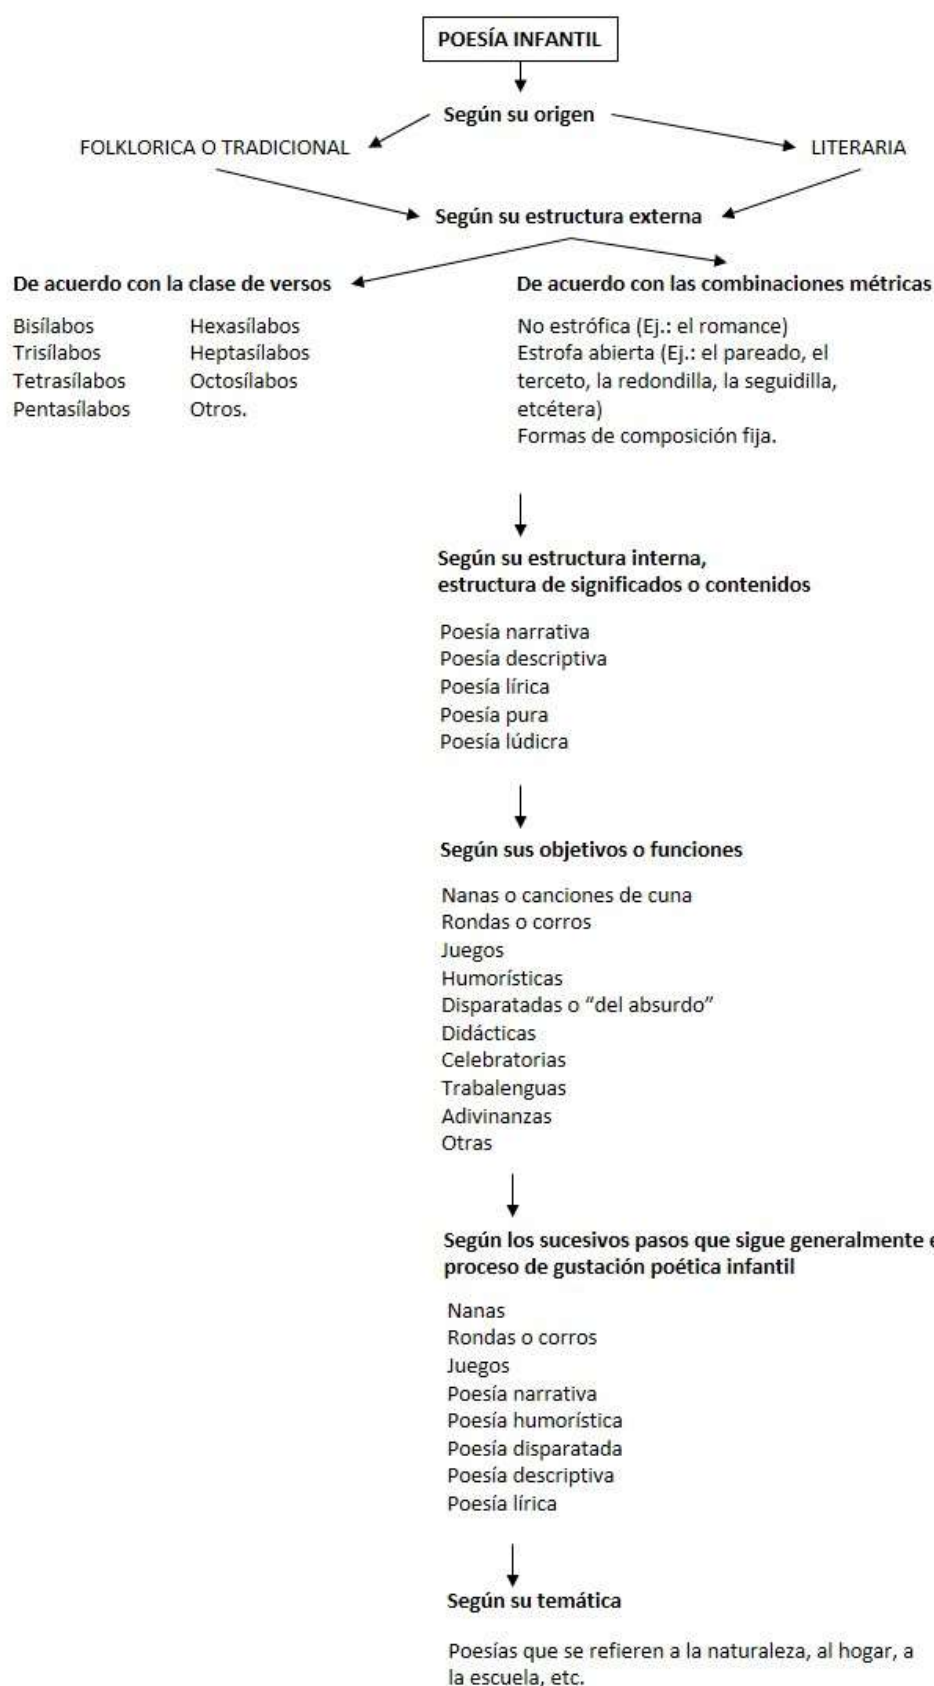 POESÍA INFANTIL
Según su origen
FOLKLORICA O TRADICIONAL
LITERARIA
Según su estructura externa
De acuerdo con la clase de versos
Bisílabos
Trisílabos
Tetrasílabos
Pentasílabos
Hexasílabos
Heptasílabos
Octosílabos
Otros.
De acuerdo con las combinaciones métricas
No estrófica (Ej.: el romance)
Estrofa abierta (Ej.: el pareado, el
terceto, la redondilla, la seguidilla,
etcétera)
Formas de composición fija.
Según su estructura interna,
estructura de significados o contenidos
Poesía narrativa
Poesía descriptiva
Poesía lírica
Poesía pura
Poesía lúdicra
Según sus objetivos o funciones
Nanas o canciones de cuna
Rondas o corros
Juegos
Humorísticas
Disparatadas o “del absurdo”
Didácticas
Celebratorias
Trabalenguas
Adivinanzas
Otras
Según los sucesivos pasos que sigue generalmente
proceso de gustación poética infantil
Nanas
Rondas o corros
Juegos
Poesía narrativa
Poesía humorística
Poesía disparatada
Poesía descriptiva
Poesía lírica
Según su temática
Poesías que se refieren a la naturaleza, al hogar, a
la escuela, etc.